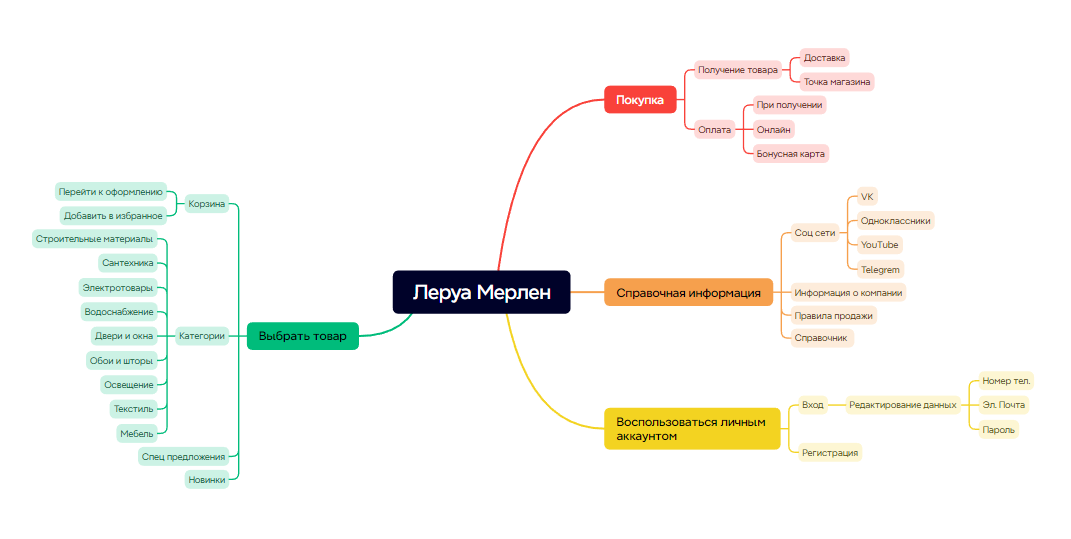 Леруа Мерлен
Покупка
Получение товара
Доставка
Точка магазина
Оплата
При получении
Онлайн
Бонусная карта
Справочная информация
Соц сети
VK
Одноклассники
YouTube
Telegrem
Информация о компании
Правила продажи
Справочник
Воспользоваться личным
аккаунтом
Вход
Редактирование данных
Номер тел.
Эл. Почта
Пароль
Регистрация
Выбрать товар
Корзина
Перейти к оформлению
Добавить в избранное
Категории
Строительные материалы
Сантехника
Электротовары
Водоснабжение
Двери и окна
Обои и шторы
Освещение
Текстиль
Мебель
Спец предложения
Новинки